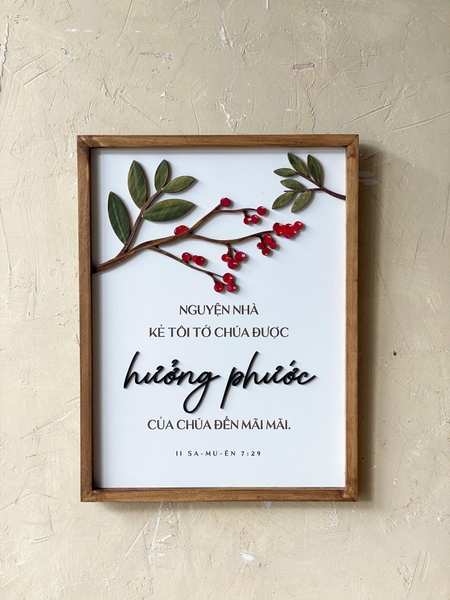 NGUYỆN NHÀ
KẺ TÔI TỚ CHÚA ĐƯỢC
hưởng phước
CỦA CHÚA ĐẾN MÃI MÃI.
II SA-MU-ÊN 7:29